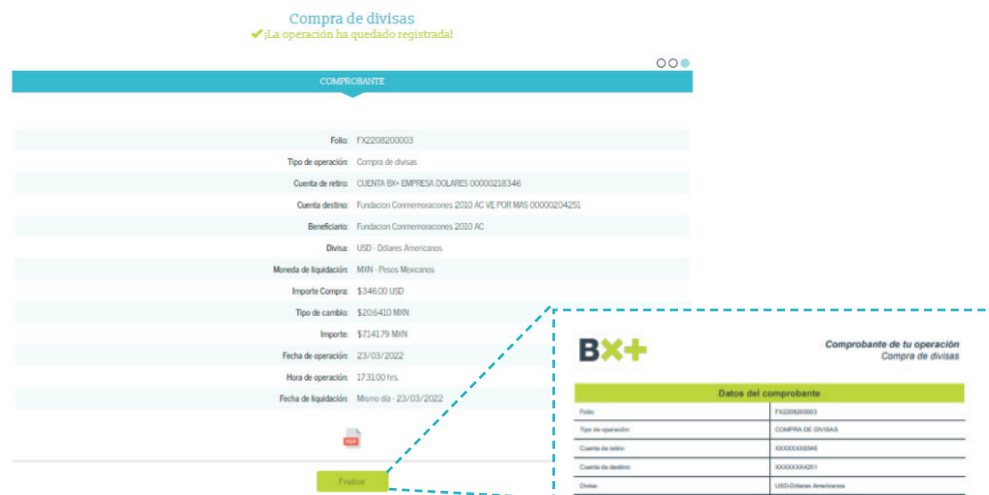 Compra de divisas
¡La operación ha quedado registrada!
COMPROBANTE
Folio: FX2208200003
Tipo de operación: Compra de divisas
Cuenta de retiro: CUENTA BX+ EMPRESA DOLARES 00000218346
Cuenta destino: Fundacion Conmemoraciones 2010 AC VE POR MAS 00000204251
Beneficiario: Fundacion Conmemoraciones 2010 AC
Divisa: USD - Dólares Americanos
Moneda de liquidación: MXN - Pesos Mexicanos
Importe Compra: $346.00 USD
Tipo de cambio: $20.6410 MXN
Importe: $7,141.79 MXN
Fecha de operación: 23/03/2022
Hora de operación: 17:31:00 hrs.
Fecha de liquidación: Mismo día - 23/03/2022
PDF
Finalizar
BX+
Comprobante de tu operación
Compra de divisas
Datos del comprobante
Folio: FX2208200003
Tipo de operación: COMPRA DE DIVISAS
Cuenta de retiro:
Cuenta de destino: XXXXXXX4251
Divisa: USD-Dólares Americanos